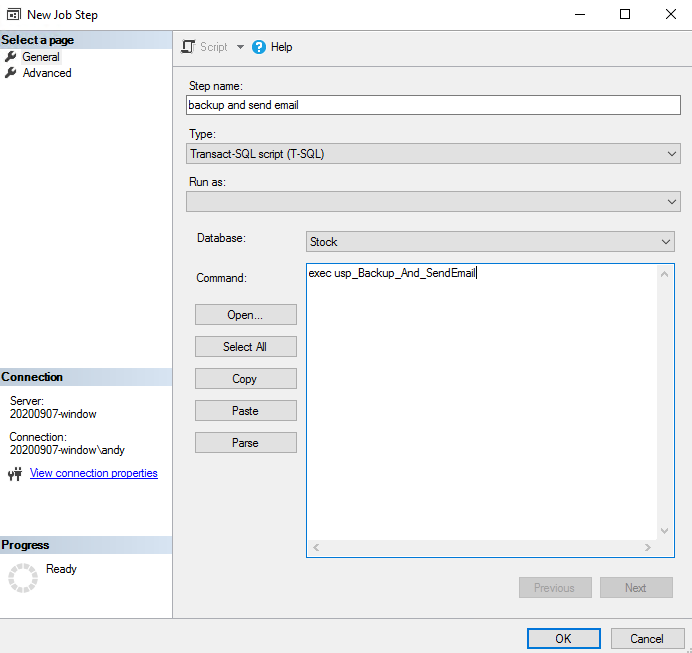 New Job Step
Select a page
General
Advanced
Script
Help
Step name:
backup and send email
Type:
Transact-SQL script (T-SQL)
Run as:
Database:
Stock
Command:
exec usp_Backup_And_SendEmail
Open...
Select All
Copy
Paste
Parse
Connection
Server:
20200907-window
Connection:
20200907-window\andy
View connection properties
Progress
Ready
Previous
Next
OK
Cancel